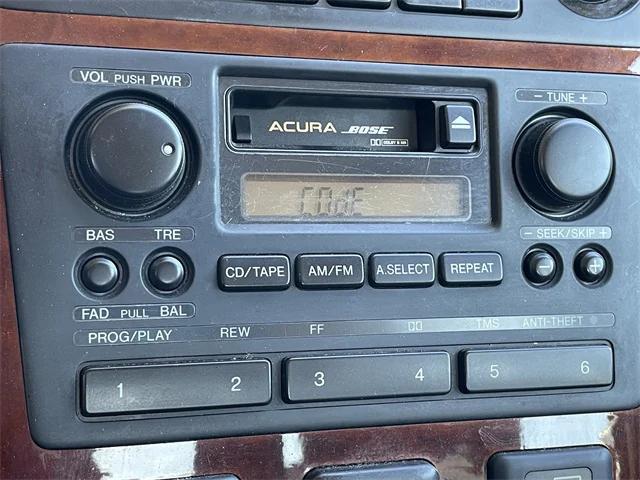 VOL PUSH PWR
ACURA BOSE
DOLBY B NR
− TUNE +
CODE
BAS TRE
− SEEK/SKIP +
CD/TAPE AM/FM A.SELECT REPEAT
− +
FAD PULL BAL
PROG/PLAY REW FF TMS ANTI-THEFT
1 2 3 4 5 6